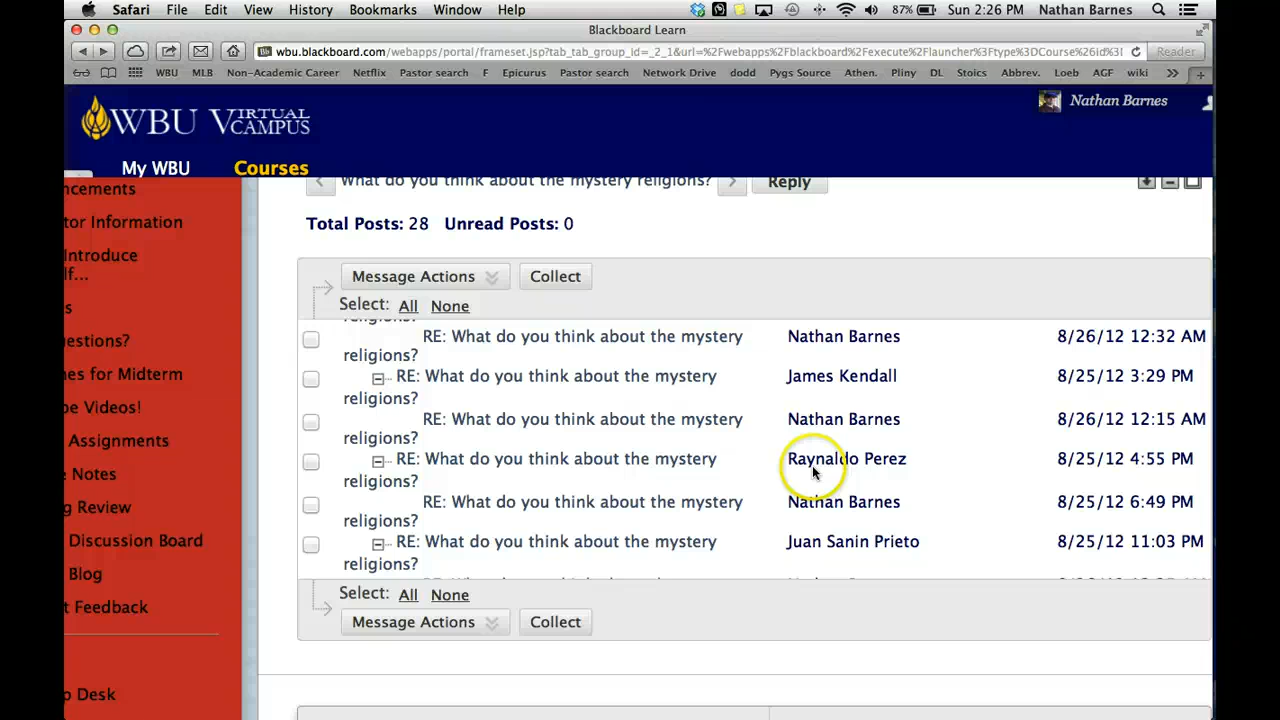 Safari File Edit View History Bookmarks Window Help 87% Sun 2:26 PM Nathan Barnes
Blackboard Learn
wbu.blackboard.com/webapps/portal/frameset.jsp?tab_tab_group_id=_2_1&url=%2Fwebapps%2Fblackboard%2Fexecute%2Flauncher%3Ftype%3DCourse%26id%3D Reader
WBU MLB Non-Academic Career Netflix Pastor search F Epicurus Pastor search Network Drive dodd Pygs Source Athen. Pliny DL Stoics Abbrev. Loeb AGF wiki
WBU VIRTUAL CAMPUS
Nathan Barnes
My WBU Courses
ncements
tor Information
Introduce
f...
s
uestions?
nes for Midterm
pe Videos!
Assignments
e Notes
g Review
Discussion Board
Blog
t Feedback
p Desk
What do you think about the mystery religions? Reply
Total Posts: 28 Unread Posts: 0
Message Actions Collect
Select: All None
religions?
RE: What do you think about the mystery Nathan Barnes 8/26/12 12:32 AM
religions?
RE: What do you think about the mystery James Kendall 8/25/12 3:29 PM
religions?
RE: What do you think about the mystery Nathan Barnes 8/26/12 12:15 AM
religions?
RE: What do you think about the mystery Raynaldo Perez 8/25/12 4:55 PM
religions?
RE: What do you think about the mystery Nathan Barnes 8/25/12 6:49 PM
religions?
RE: What do you think about the mystery Juan Sanin Prieto 8/25/12 11:03 PM
religions?
Select: All None
Message Actions Collect